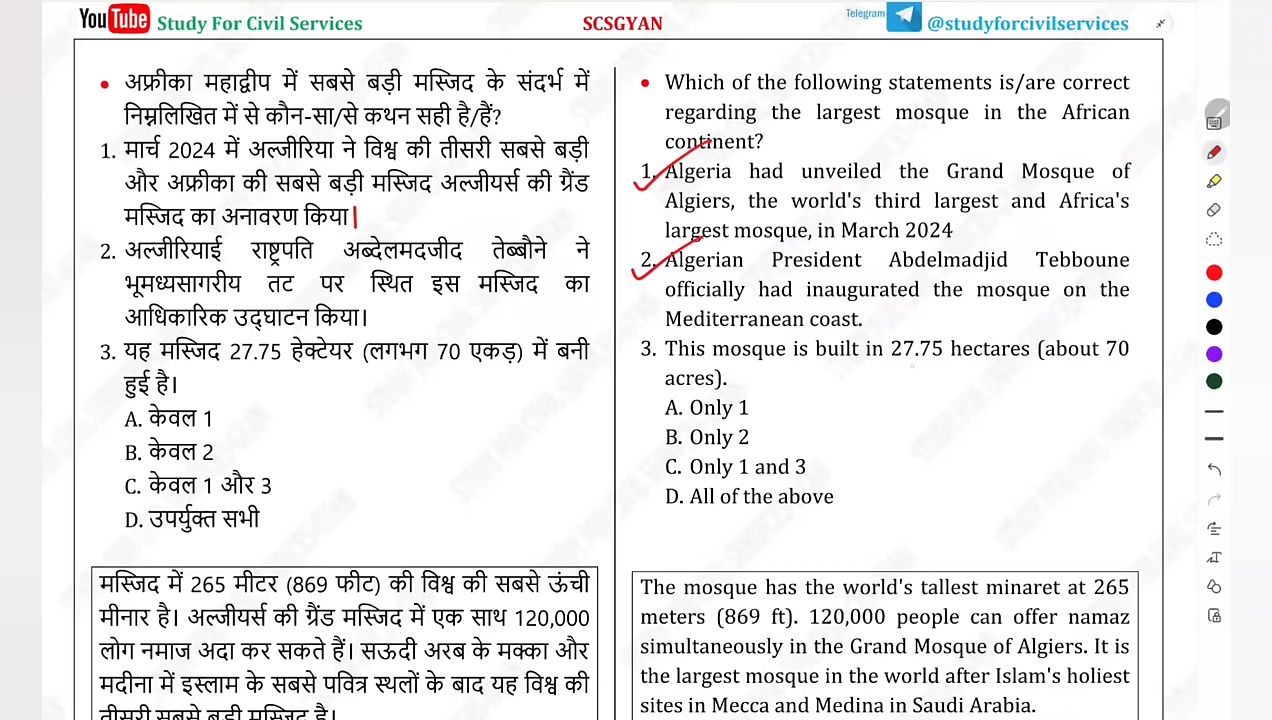 YouTube Study For Civil Services
SCSGYAN
Telegram
@studyforcivilservices
• अफ्रीका महाद्वीप में सबसे बड़ी मस्जिद के संदर्भ में
निम्नलिखित में से कौन-सा/से कथन सही है/हैं?
1. मार्च 2024 में अल्जीरिया ने विश्व की तीसरी सबसे बड़ी
और अफ्रीका की सबसे बड़ी मस्जिद अल्जीयर्स की ग्रैंड
मस्जिद का अनावरण किया|
2. अल्जीरियाई राष्ट्रपति अब्देलमदजीद तेब्बौने ने
भूमध्यसागरीय तट पर स्थित इस मस्जिद का
आधिकारिक उद्घाटन किया।
3. यह मस्जिद 27.75 हेक्टेयर (लगभग 70 एकड़) में बनी
हुई है।
A. केवल 1
B. केवल 2
C. केवल 1 और 3
D. उपर्युक्त सभी
मस्जिद में 265 मीटर (869 फीट) की विश्व की सबसे ऊंची
मीनार है। अल्जीयर्स की ग्रैंड मस्जिद में एक साथ 120,000
लोग नमाज अदा कर सकते हैं। सऊदी अरब के मक्का और
मदीना में इस्लाम के सबसे पवित्र स्थलों के बाद यह विश्व की
तीसरी सबसे बड़ी मस्जिद है।
• Which of the following statements is/are correct
regarding the largest mosque in the African
continent?
1. Algeria had unveiled the Grand Mosque of
Algiers, the world's third largest and Africa's
largest mosque, in March 2024
2. Algerian President Abdelmadjid Tebboune
officially had inaugurated the mosque on the
Mediterranean coast.
3. This mosque is built in 27.75 hectares (about 70
acres).
A. Only 1
B. Only 2
C. Only 1 and 3
D. All of the above
The mosque has the world's tallest minaret at 265
meters (869 ft). 120,000 people can offer namaz
simultaneously in the Grand Mosque of Algiers. It is
the largest mosque in the world after Islam's holiest
sites in Mecca and Medina in Saudi Arabia.